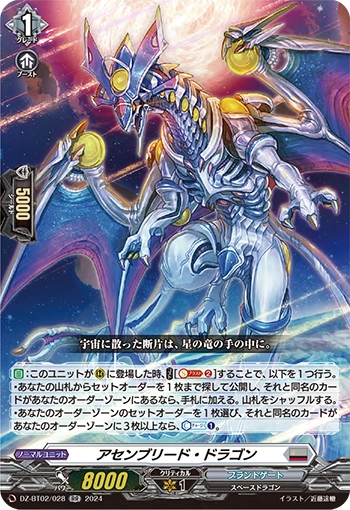 1
グレード
ブースト
シールド
5000
宇宙に散った断片は、星の竜の手の中に。
自:このユニットが(R)に登場した時、[CB2]することで、以下を1つ行う。
・あなたの山札からセットオーダーを1枚まで探して公開し、それと同名のカー
ドがあなたのオーダーゾーンにあるなら、手札に加える。山札をシャッフルする。
・あなたのオーダーゾーンのセットオーダーを1枚選び、それと同名のカードが
あなたのオーダーゾーンに3枚以上なら、
ノーマルユニット
アセンブリード・ドラゴン
パワー
8000
クリティカル
1
ブラントゲート
スペースドラゴン
DZ-BT02/028 RR 2024
イラスト/近藤遠糖